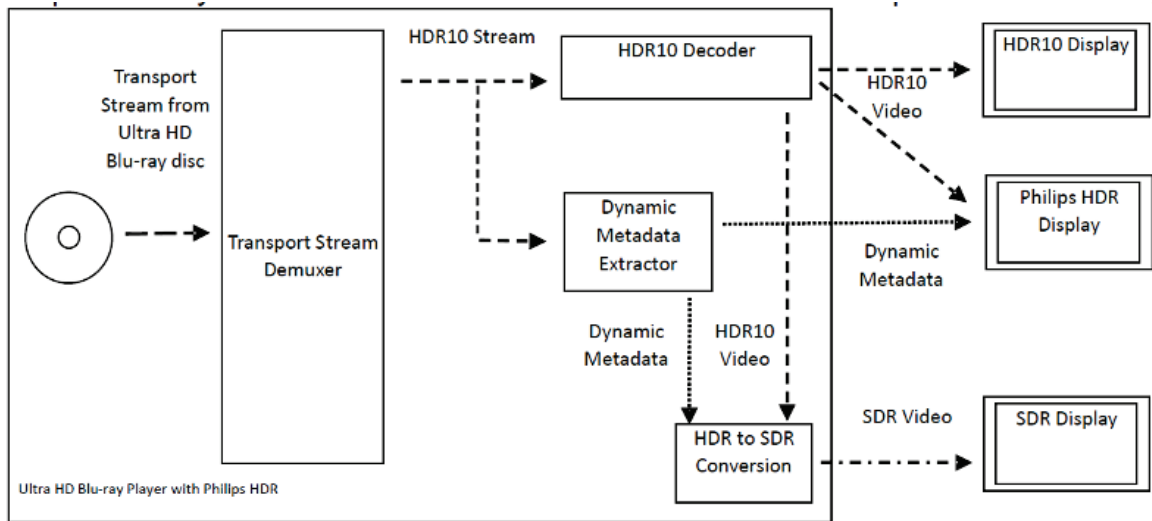 HDR10 Stream
HDR10 Decoder
HDR10 Display
Transport
Stream from
Ultra HD
Blu-ray disc
HDR10
Video
Transport Stream
Demuxer
Dynamic
Metadata
Extractor
Philips HDR
Display
Dynamic
Metadata
Dynamic
Metadata
HDR10
Video
HDR to SDR
Conversion
SDR Video
SDR Display
Ultra HD Blu-ray Player with Philips HDR